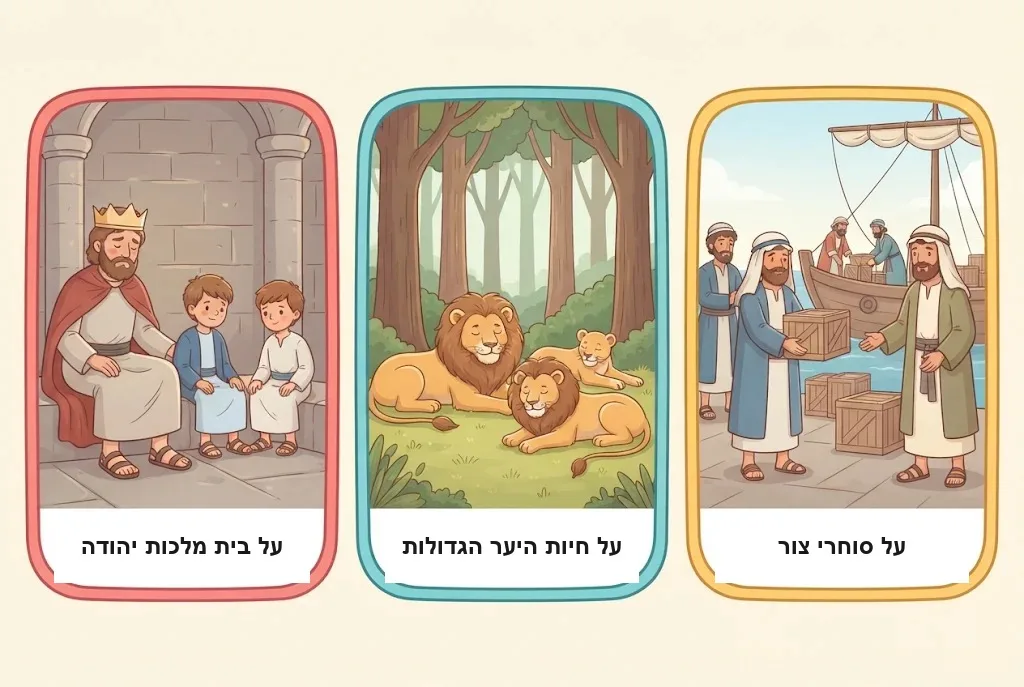 על בית מלכות יהודה
על חיות היער הגדולות
על סוחרי צור